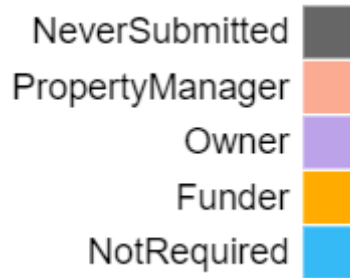 NeverSubmitted
PropertyManager
Owner
Funder
NotRequired